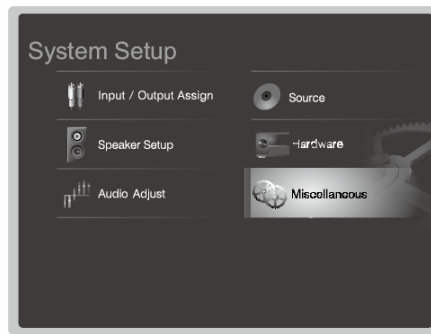 System Setup
Input / Output Assign
Source
Speaker Setup
Hardware
Audio Adjust
Miscellaneous